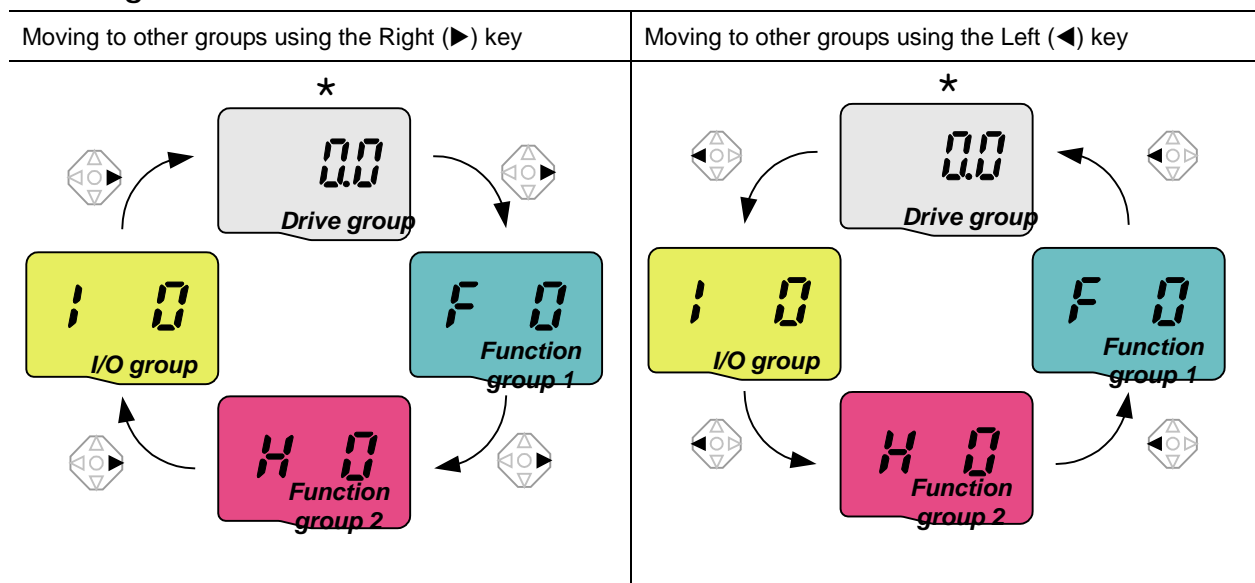 Moving to other groups using the Right (▶) key
Moving to other groups using the Left (◀) key
*
0.0
Drive group
I 0
I/O group
F 0
Function
group 1
H 0
Function
group 2
*
0.0
Drive group
I 0
I/O group
F 0
Function
group 1
H 0
Function
group 2